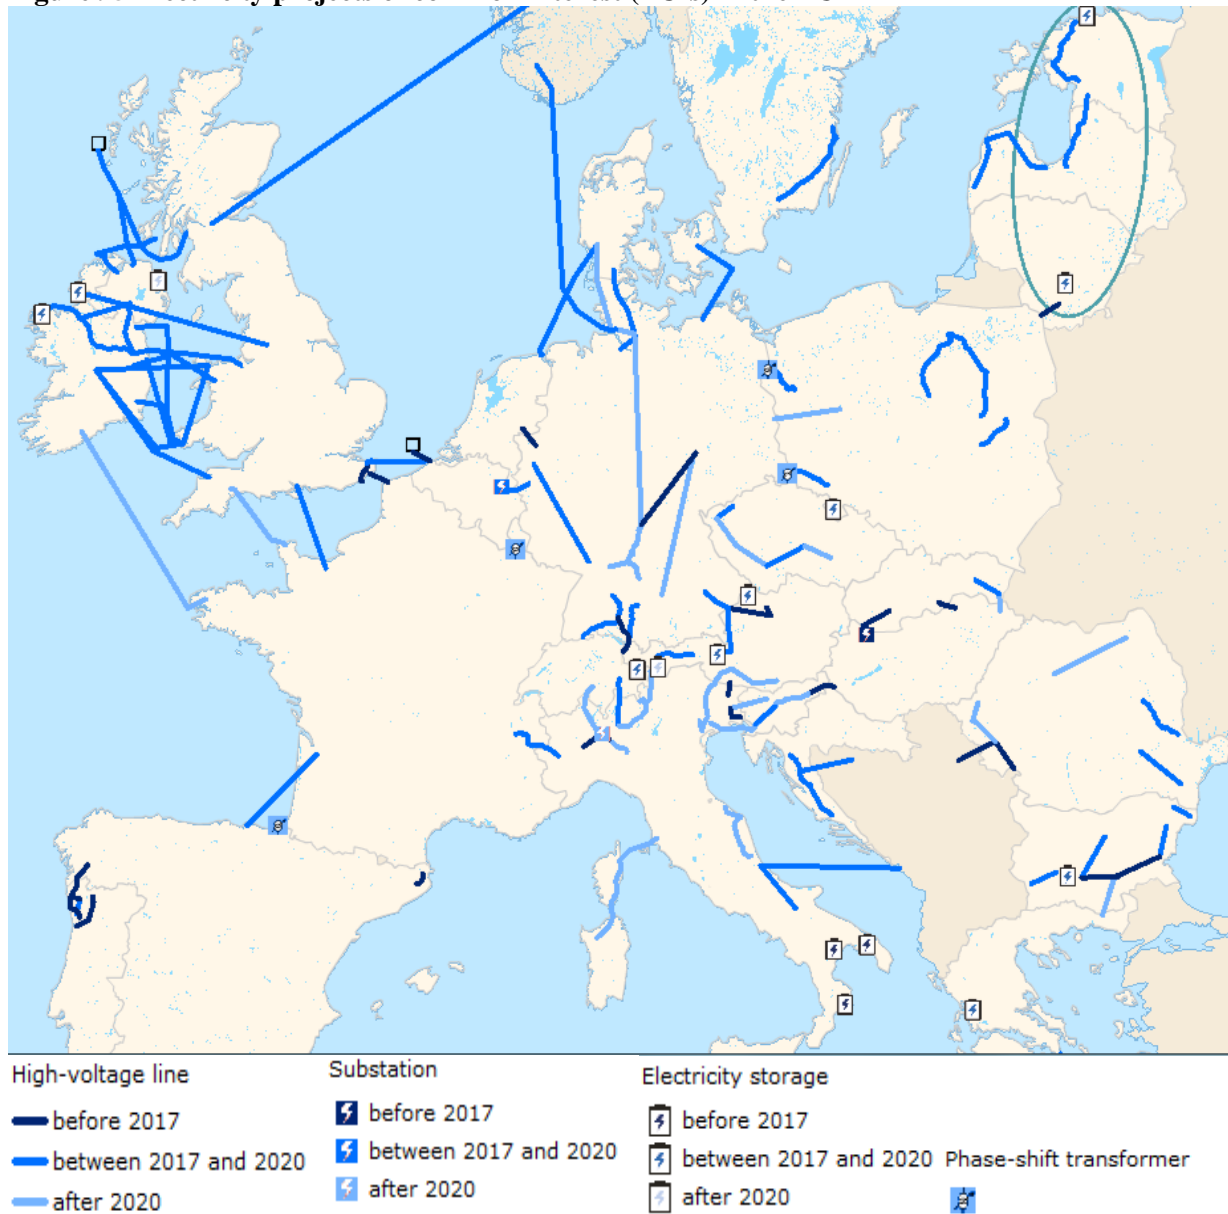 High-voltage line
before 2017
between 2017 and 2020
after 2020
Substation
before 2017
between 2017 and 2020
after 2020
Electricity storage
before 2017
between 2017 and 2020
after 2020
Phase-shift transformer